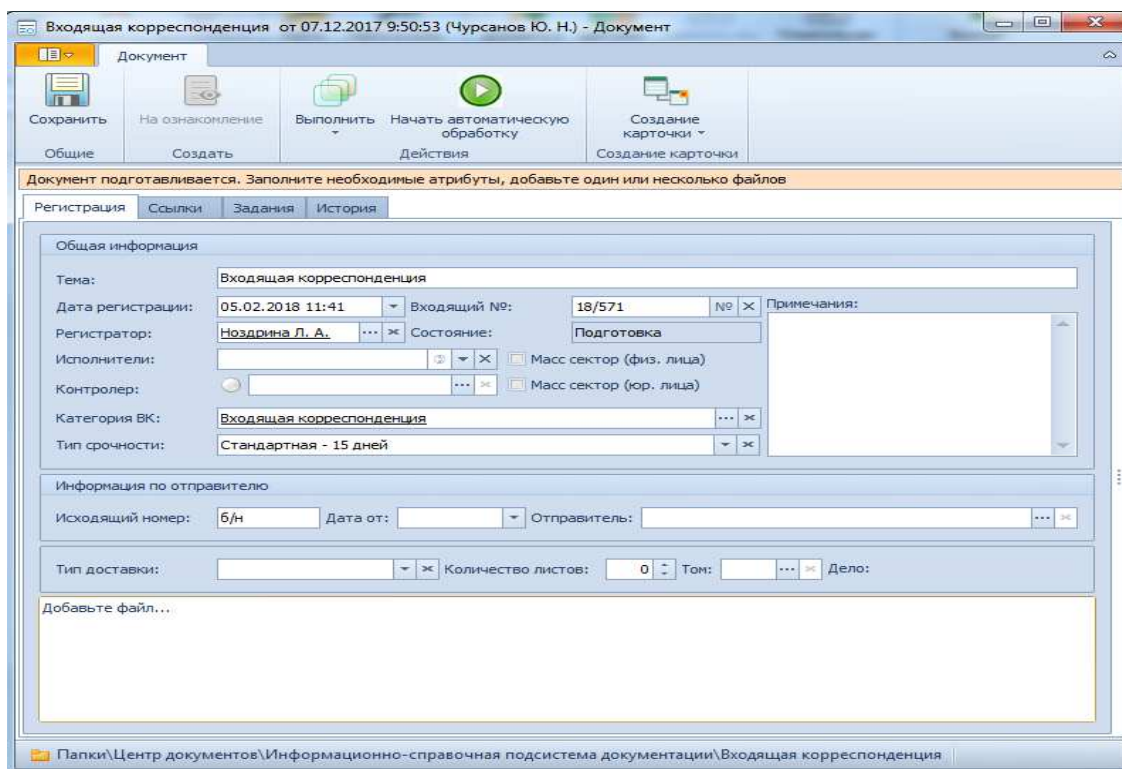 Входящая корреспонденция от 07.12.2017 9:50:53 (Чурсанов Ю. Н.) - Документ
Документ
Сохранить
На ознакомление
Выполнить
Начать автоматическую обработку
Создание карточки
Общие
Создать
Действия
Создание карточки
Документ подготавливается. Заполните необходимые атрибуты, добавьте один или несколько файлов
Регистрация Ссылки Задания История
Общая информация
Тема: Входящая корреспонденция
Дата регистрации: 05.02.2018 11:41 Входящий №: 18/571 № Примечания:
Регистратор: Ноздрина Л. А. Состояние: Подготовка
Исполнители: Масс сектор (физ. лица)
Контролер: Масс сектор (юр. лица)
Категория ВК: Входящая корреспонденция
Тип срочности: Стандартная - 15 дней
Информация по отправителю
Исходящий номер: б/н Дата от: Отправитель:
Тип доставки: Количество листов: 0 Том: Дело:
Добавьте файл...
Папки\Центр документов\Информационно-справочная подсистема документации\Входящая корреспонденция